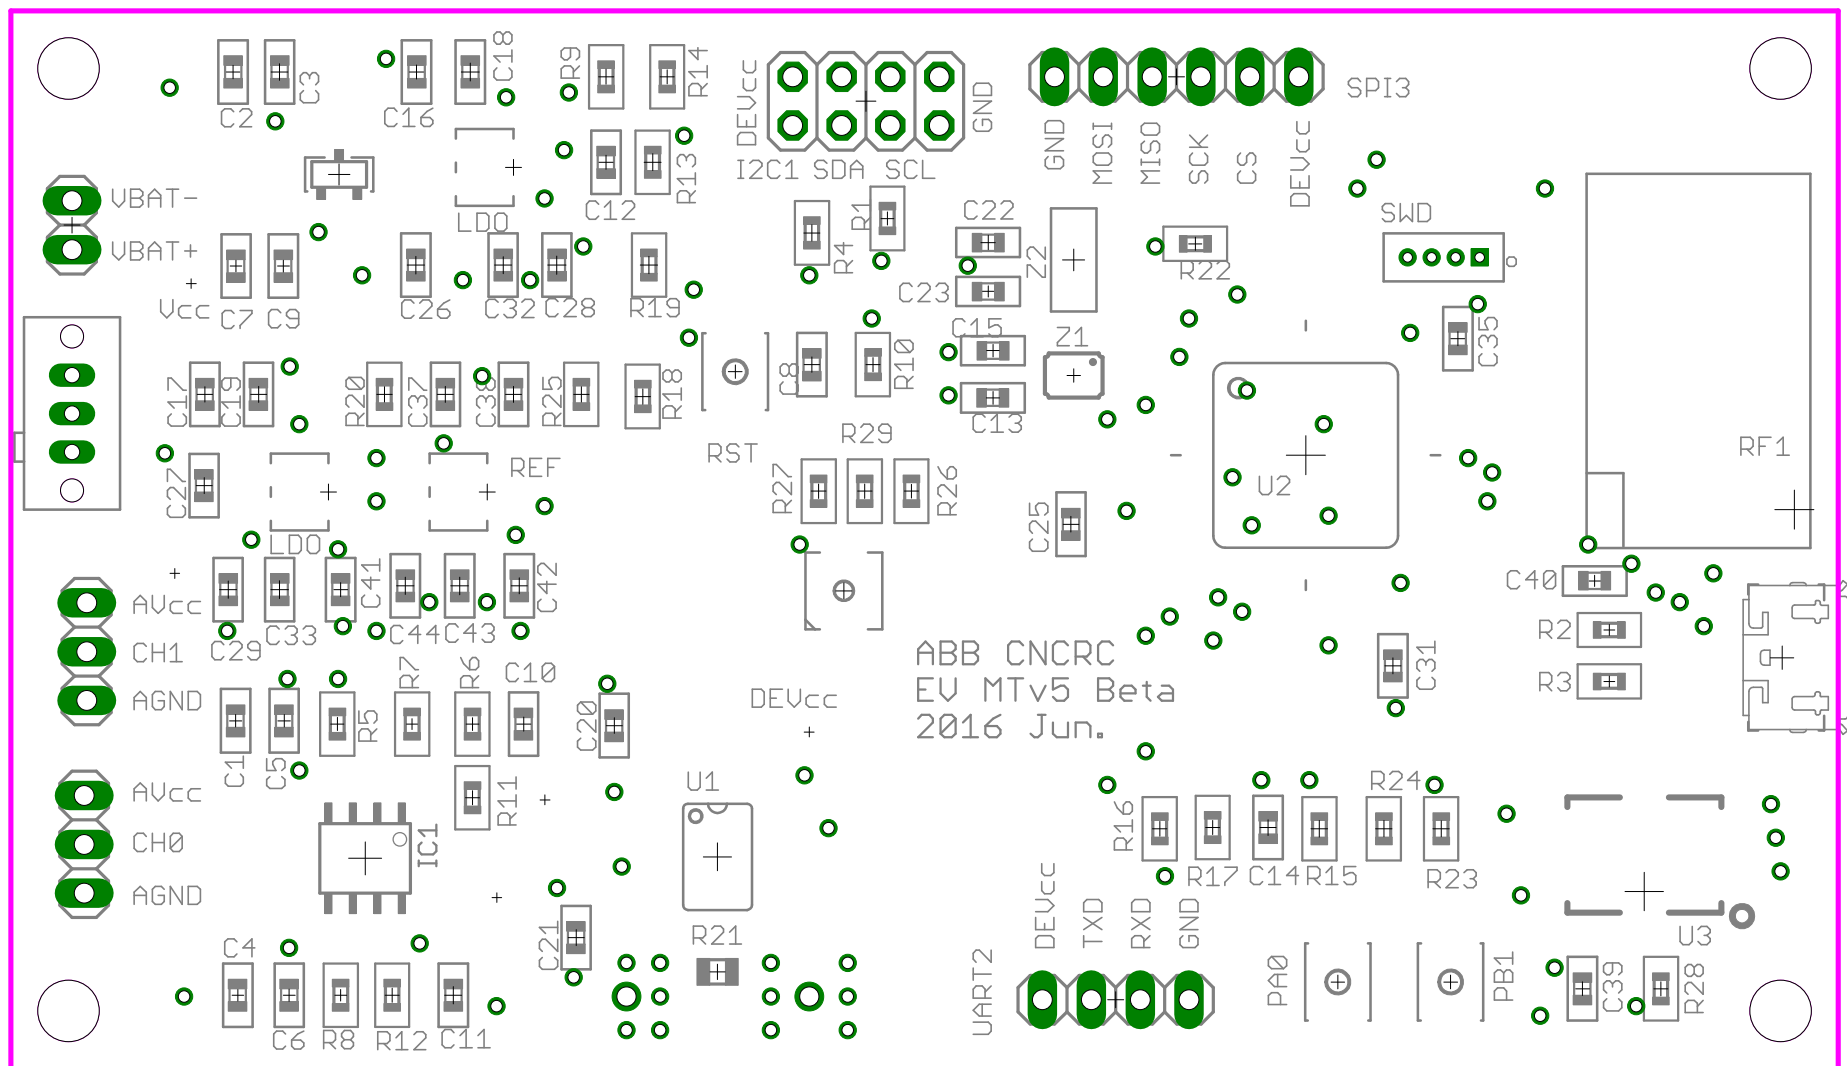 C2
C3
C16
C18
R9
R14
DEVcc
GND
I2C1 SDA SCL
SPI3
GND
MOSI
MISO
SCK
CS
DEVcc
VBAT-
VBAT+
Vcc
LDO
C12
R13
R1
R4
C22
C23
Z2
R22
SWD
C7
C9
C26
C32
C28
R19
C15
Z1
C35
C17
C19
R20
C37
C38
R25
R18
C8
R10
C13
RST
R29
REF
RF1
C27
R27
R26
C25
U2
LDO
AVcc
CH1
AGND
C29
C33
C41
C44
C43
C42
C40
R2
R3
C31
ABB CNCRC
EV MTv5 Beta
2016 Jun.
R7
R6
C10
R5
C20
DEVcc
C1
C5
AVcc
CH0
AGND
R11
IC1
U1
R16
R17
C14
R15
R24
R23
C4
C6
R8
R12
C11
C21
R21
UART2
DEVcc
TXD
RXD
GND
PA0
PB1
U3
C39
R28